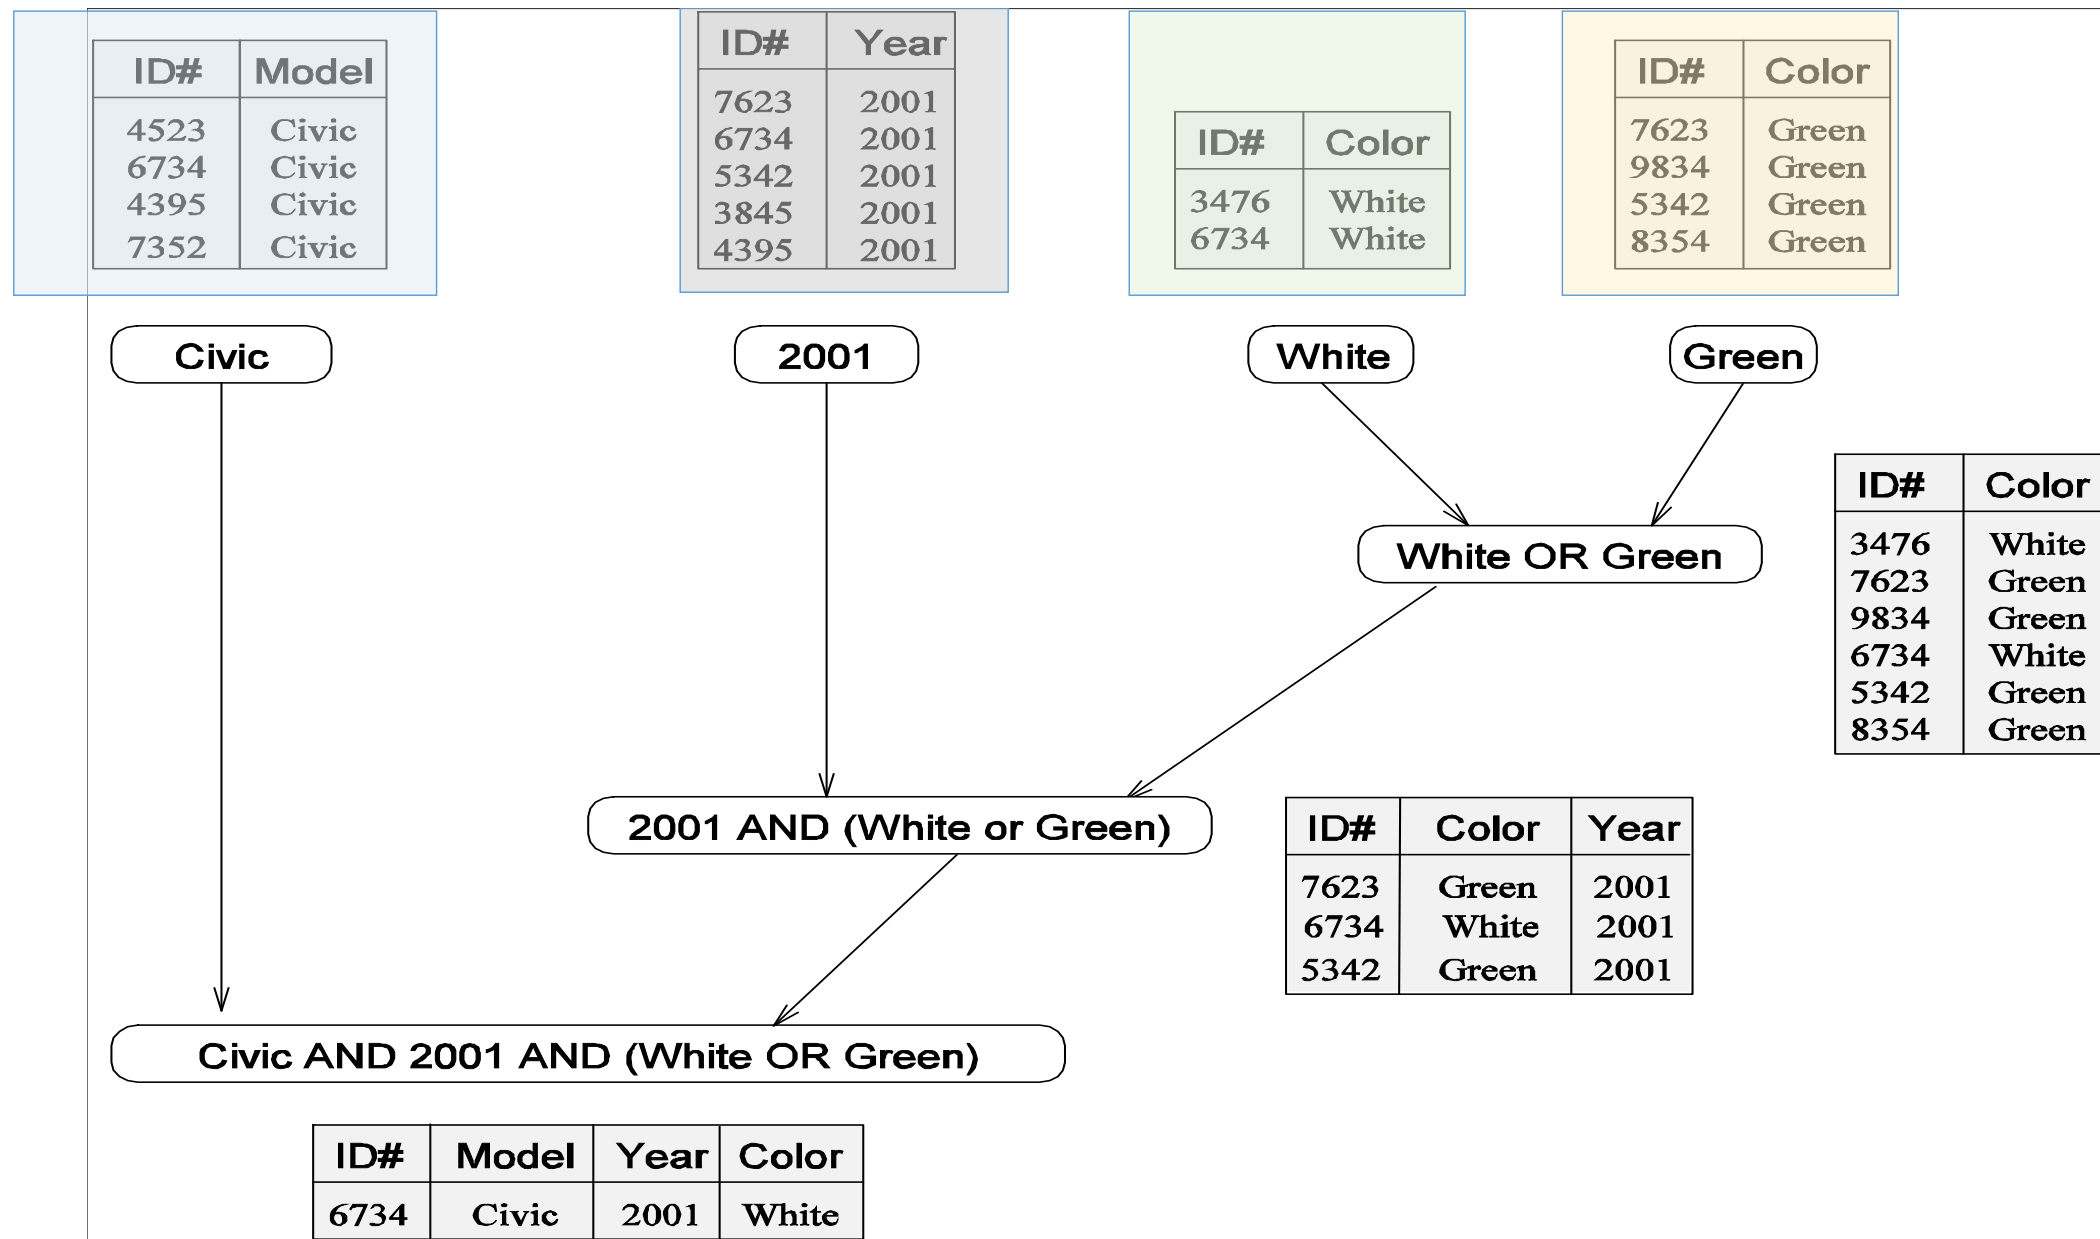 ID# Model
4523 Civic
6734 Civic
4395 Civic
7352 Civic
ID# Year
7623 2001
6734 2001
5342 2001
3845 2001
4395 2001
ID# Color
3476 White
6734 White
ID# Color
7623 Green
9834 Green
5342 Green
8354 Green
Civic
2001
White
Green
White OR Green
ID# Color
3476 White
7623 Green
9834 Green
6734 White
5342 Green
8354 Green
2001 AND (White or Green)
ID# Color Year
7623 Green 2001
6734 White 2001
5342 Green 2001
Civic AND 2001 AND (White OR Green)
ID# Model Year Color
6734 Civic 2001 White